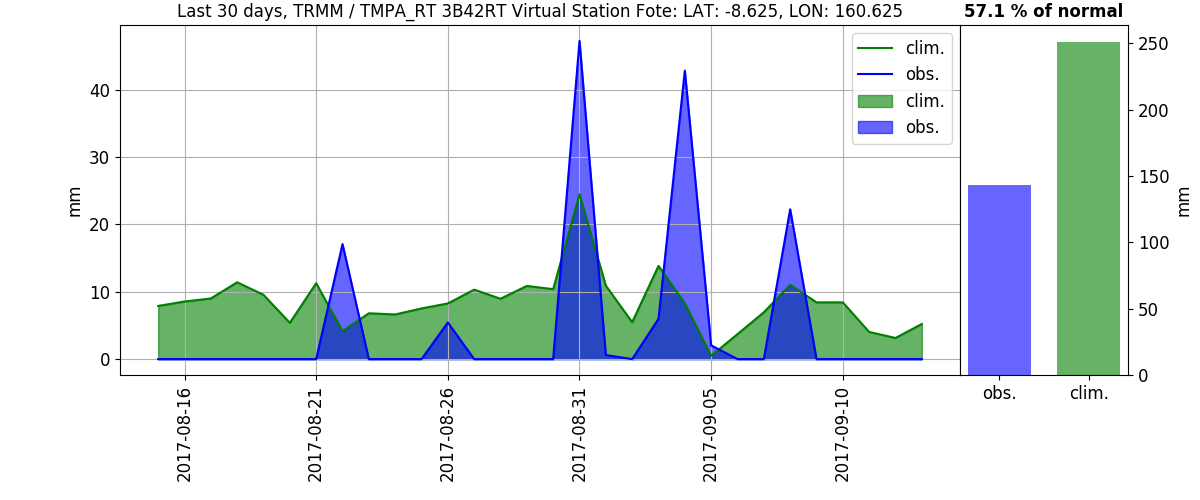 Last 30 days, TRMM / TMPA_RT 3B42RT Virtual Station Fote: LAT: -8.625, LON: 160.625
57.1 % of normal
clim.
obs.
clim.
obs.
mm
40
30
20
10
0
2017-08-16
2017-08-21
2017-08-26
2017-08-31
2017-09-05
2017-09-10
250
200
150
100
50
0
mm
obs.
clim.